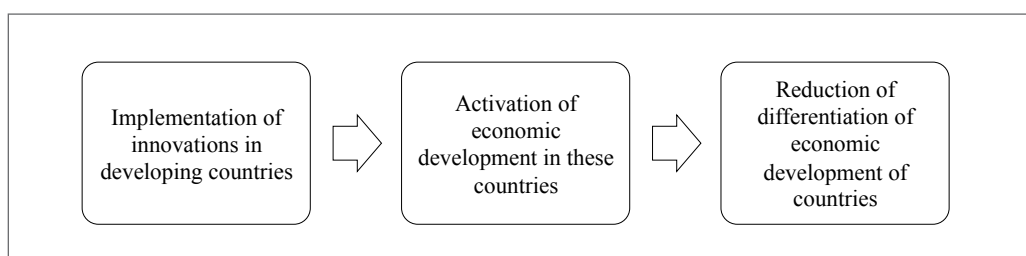 Implementation of
innovations in
developing countries
Activation of
economic
development in these
countries
Reduction of
differentiation of
economic
development of
countries